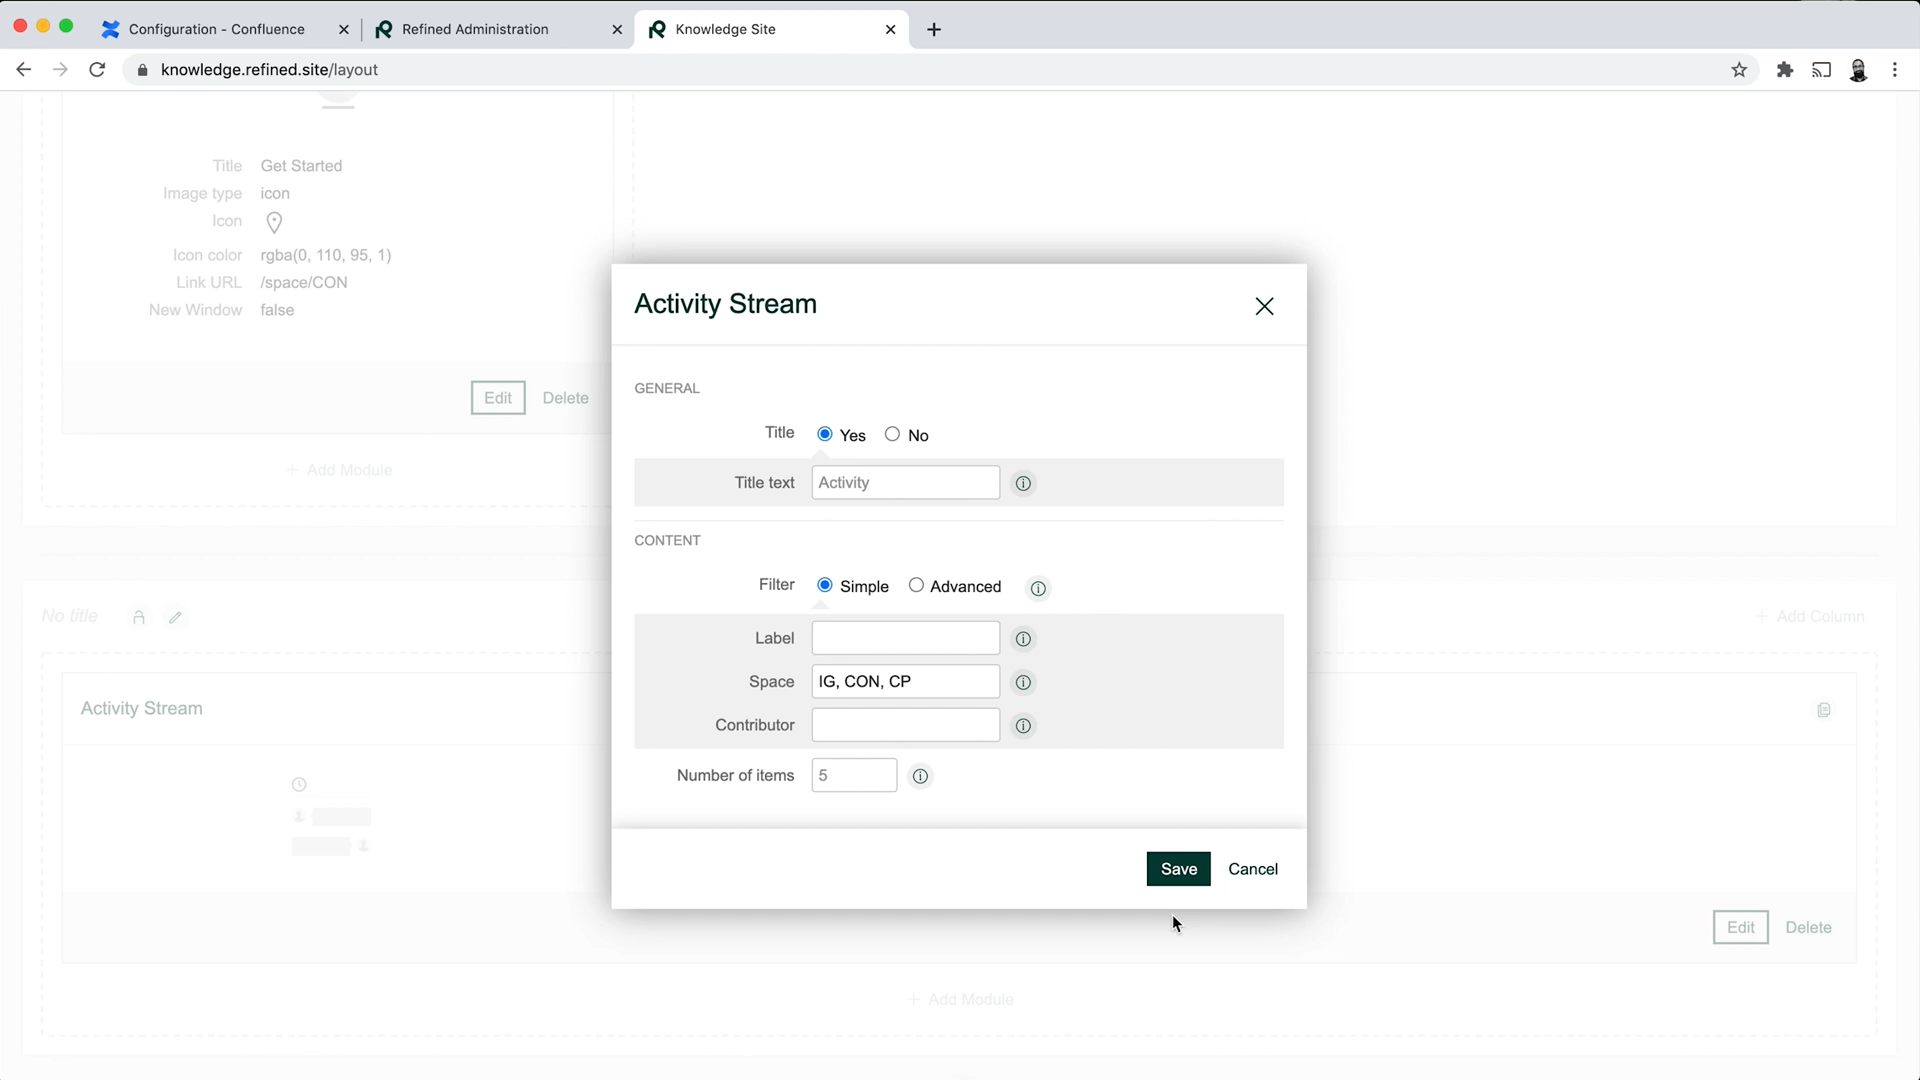 Configuration - Confluence
Refined Administration
Knowledge Site
knowledge.refined.site/layout
Title Get Started
Image type icon
Icon
Icon color rgba(0, 110, 95, 1)
Link URL /space/CON
New Window false
Edit Delete
+ Add Module
Activity Stream
GENERAL
Title Yes No
Title text Activity
CONTENT
Filter Simple Advanced
Label
Space IG, CON, CP
Contributor
Number of items 5
Save Cancel
No title
+ Add Column
Activity Stream
Edit Delete
+ Add Module